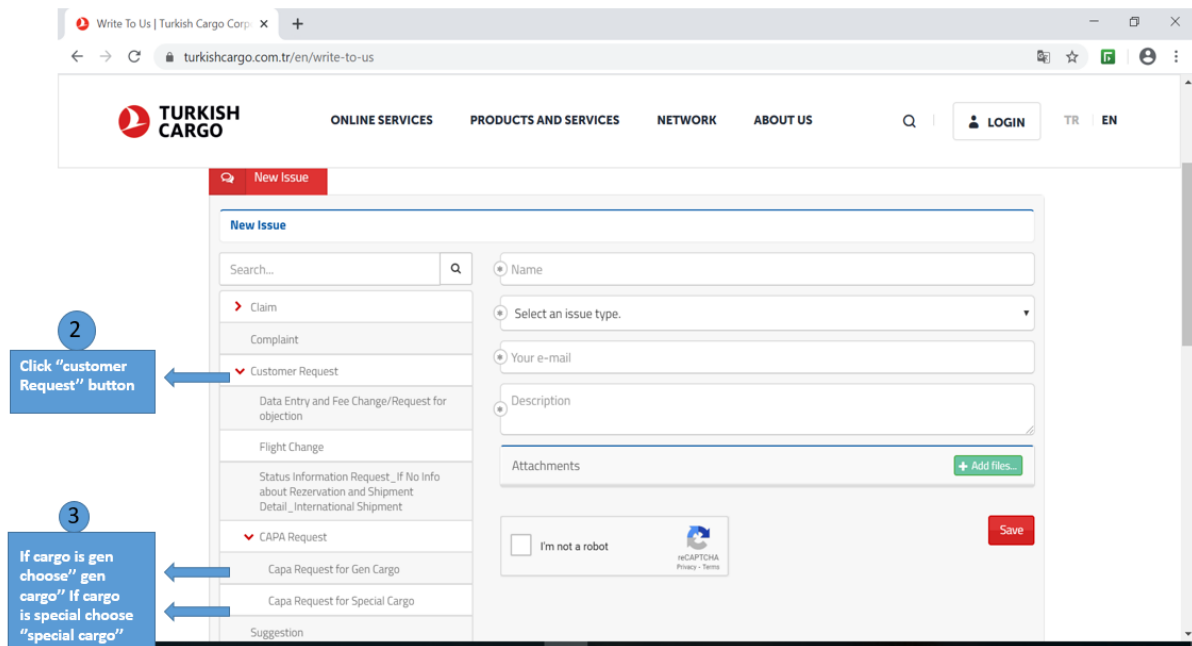 Write To Us | Turkish Cargo Corp
turkishcargo.com.tr/en/write-to-us
TURKISH
CARGO
ONLINE SERVICES
PRODUCTS AND SERVICES
NETWORK
ABOUT US
LOGIN
TR
EN
New Issue
New Issue
Search...
Claim
Complaint
Customer Request
Data Entry and Fee Change/Request for
objection
Flight Change
Status Information Request_If No Info
about Rezervation and Shipment
Detail_International Shipment
CAPA Request
Capa Request for Gen Cargo
Capa Request for Special Cargo
Suggestion
Name
Select an issue type.
Your e-mail
Description
Attachments
+ Add files...
I'm not a robot
reCAPTCHA
Privacy - Terms
Save
2
Click "customer
Request" button
3
If cargo is gen
choose" gen
cargo" If cargo
is special choose
"special cargo"